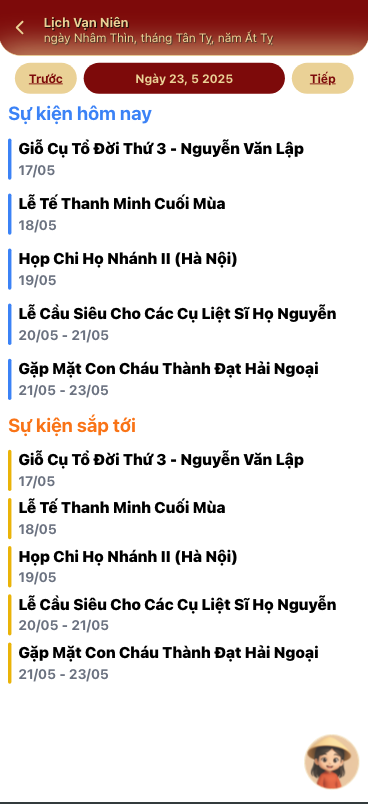 Lịch Vạn Niên
ngày Nhâm Thìn, tháng Tân Tỵ, năm Ất Tỵ
Trước
Ngày 23, 5 2025
Tiếp
Sự kiện hôm nay
Giỗ Cụ Tổ Đời Thứ 3 - Nguyễn Văn Lập
17/05
Lễ Tế Thanh Minh Cuối Mùa
18/05
Họp Chi Họ Nhánh II (Hà Nội)
19/05
Lễ Cầu Siêu Cho Các Cụ Liệt Sĩ Họ Nguyễn
20/05 - 21/05
Gặp Mặt Con Cháu Thành Đạt Hải Ngoại
21/05 - 23/05
Sự kiện sắp tới
Giỗ Cụ Tổ Đời Thứ 3 - Nguyễn Văn Lập
17/05
Lễ Tế Thanh Minh Cuối Mùa
18/05
Họp Chi Họ Nhánh II (Hà Nội)
19/05
Lễ Cầu Siêu Cho Các Cụ Liệt Sĩ Họ Nguyễn
20/05 - 21/05
Gặp Mặt Con Cháu Thành Đạt Hải Ngoại
21/05 - 23/05